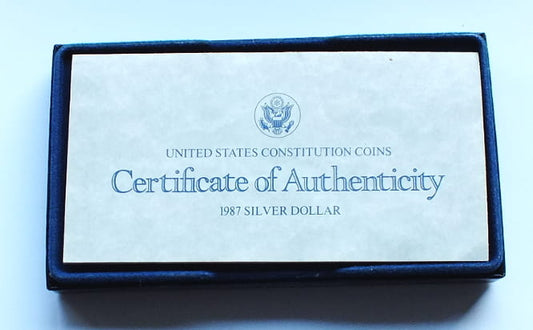 UNITED STATES CONSTITUTION COINS
Certificate of Authenticity
1987 SILVER DOLLAR